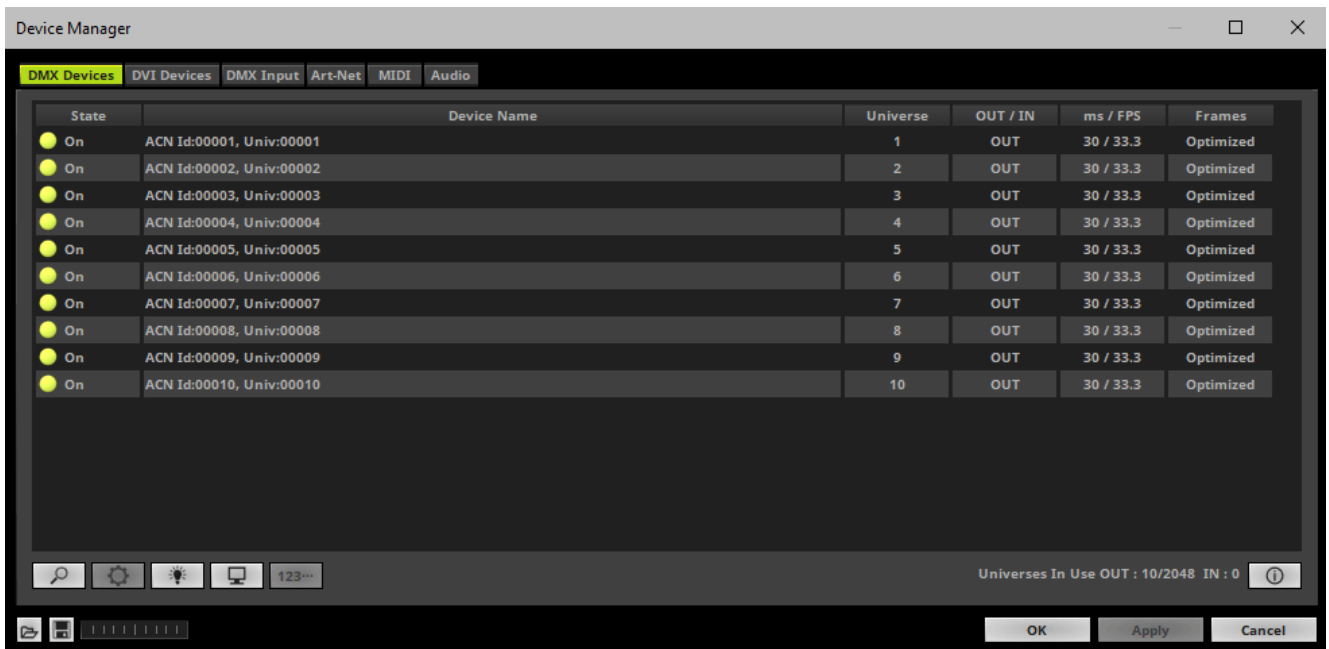 Device Manager
DMX Devices DVI Devices DMX Input Art-Net MIDI Audio
State Device Name Universe OUT / IN ms / FPS Frames
On ACN Id:00001, Univ:00001 1 OUT 30 / 33.3 Optimized
On ACN Id:00002, Univ:00002 2 OUT 30 / 33.3 Optimized
On ACN Id:00003, Univ:00003 3 OUT 30 / 33.3 Optimized
On ACN Id:00004, Univ:00004 4 OUT 30 / 33.3 Optimized
On ACN Id:00005, Univ:00005 5 OUT 30 / 33.3 Optimized
On ACN Id:00006, Univ:00006 6 OUT 30 / 33.3 Optimized
On ACN Id:00007, Univ:00007 7 OUT 30 / 33.3 Optimized
On ACN Id:00008, Univ:00008 8 OUT 30 / 33.3 Optimized
On ACN Id:00009, Univ:00009 9 OUT 30 / 33.3 Optimized
On ACN Id:00010, Univ:00010 10 OUT 30 / 33.3 Optimized
123... Universes In Use OUT : 10/2048 IN : 0
OK Apply Cancel